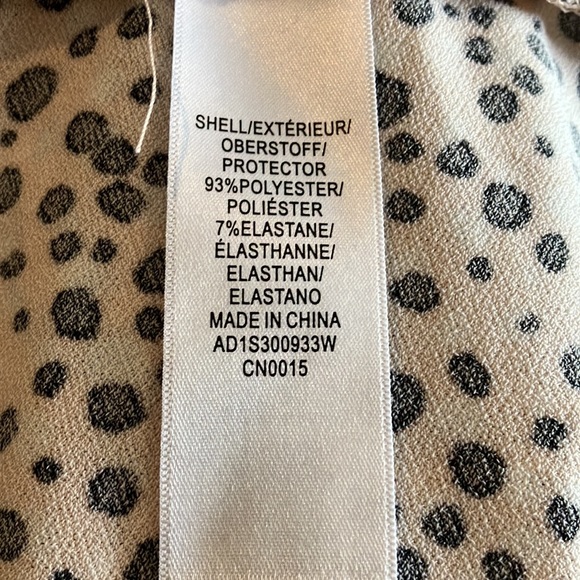 SHELL/EXTÉRIEUR/
OBERSTOFF/
PROTECTOR
93%POLYESTER/
POLIÉSTER
7%ELASTANE/
ÉLASTHANNE/
ELASTHAN/
ELASTANO
MADE IN CHINA
AD1S300933W
CN0015